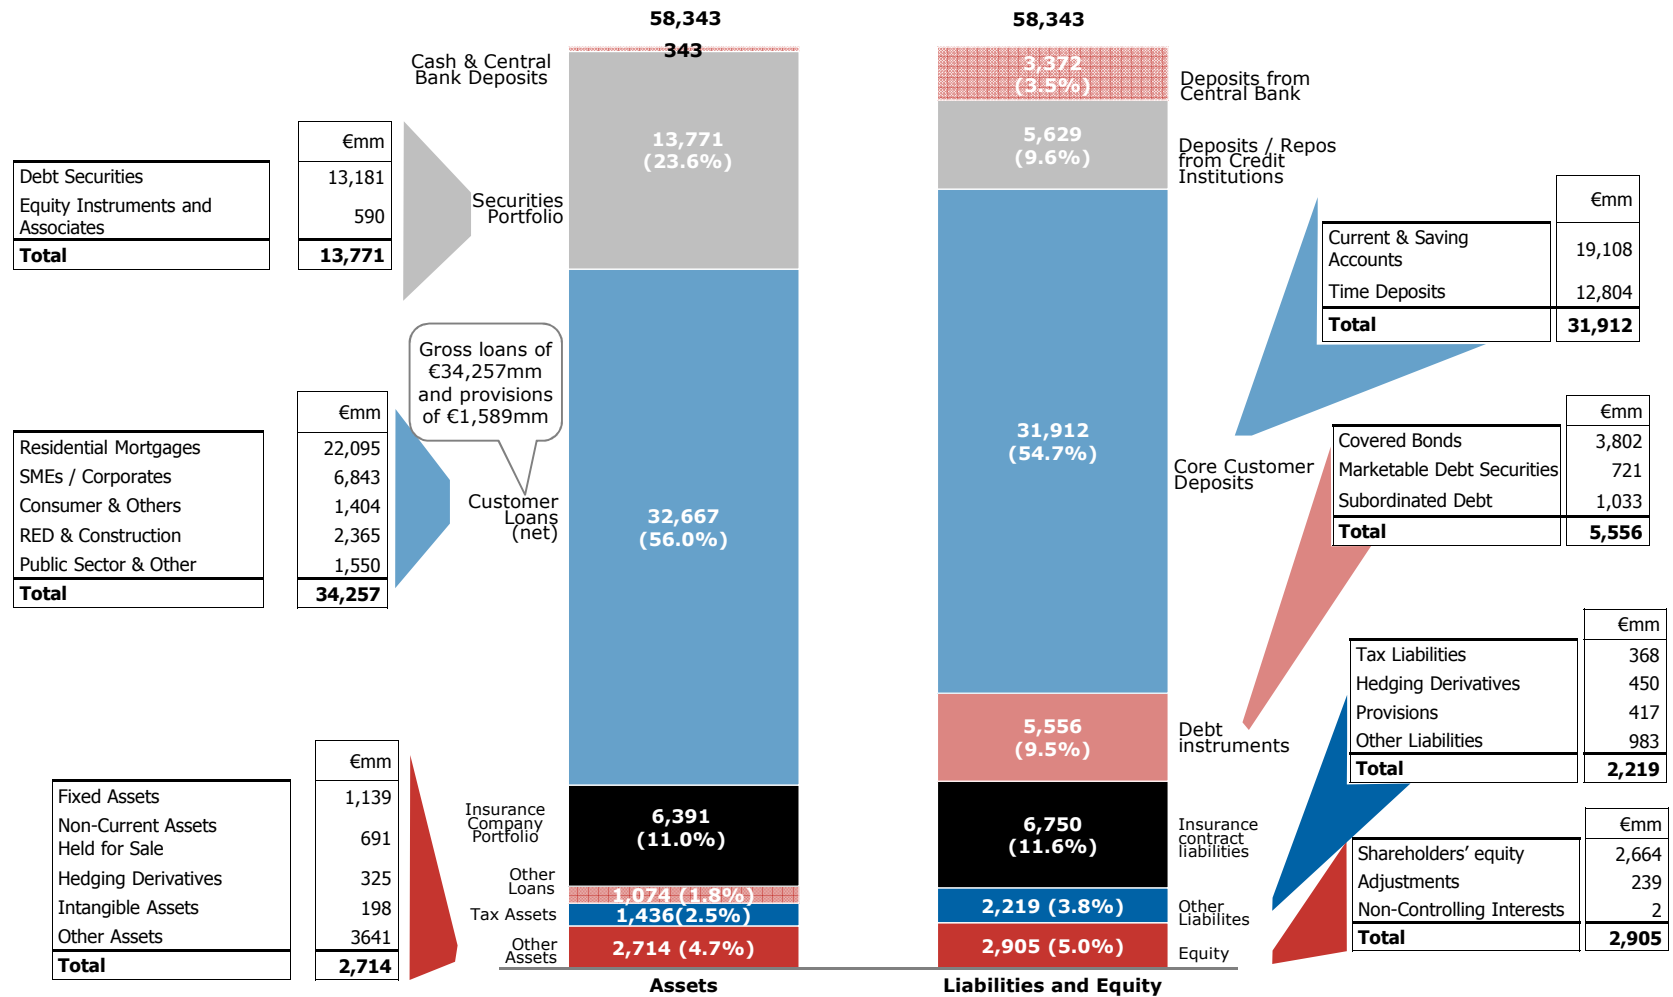 58,343
58,343
343
Cash & Central
Bank Deposits
3,372
(3.5%)
Deposits from
Central Bank
€mm
Debt Securities 13,181
Equity Instruments and
Associates 590
Total 13,771
Securities
Portfolio
13,771
(23.6%)
5,629
(9.6%)
Deposits / Repos
from Credit
Institutions
€mm
Current & Saving
Accounts 19,108
Time Deposits 12,804
Total 31,912
Gross loans of
€34,257mm
and provisions
of €1,589mm
€mm
Residential Mortgages 22,095
SMEs / Corporates 6,843
Consumer & Others 1,404
RED & Construction 2,365
Public Sector & Other 1,550
Total 34,257
Customer
Loans
(net)
32,667
(56.0%)
31,912
(54.7%)
Core Customer
Deposits
€mm
Covered Bonds 3,802
Marketable Debt Securities 721
Subordinated Debt 1,033
Total 5,556
5,556
(9.5%)
Debt
instruments
€mm
Tax Liabilities 368
Hedging Derivatives 450
Provisions 417
Other Liabilities 983
Total 2,219
€mm
Fixed Assets 1,139
Non-Current Assets
Held for Sale 691
Hedging Derivatives 325
Intangible Assets 198
Other Assets 3641
Total 2,714
Insurance
Company
Portfolio
6,391
(11.0%)
6,750
(11.6%)
Insurance
contract
liabilities
Other
Loans
1,074 (1.8%)
Tax Assets
1,436(2.5%)
2,219 (3.8%)
Other
Liabilites
Other
Assets
2,714 (4.7%)
2,905 (5.0%)
Equity
€mm
Shareholders’ equity 2,664
Adjustments 239
Non-Controlling Interests 2
Total 2,905
Assets
Liabilities and Equity